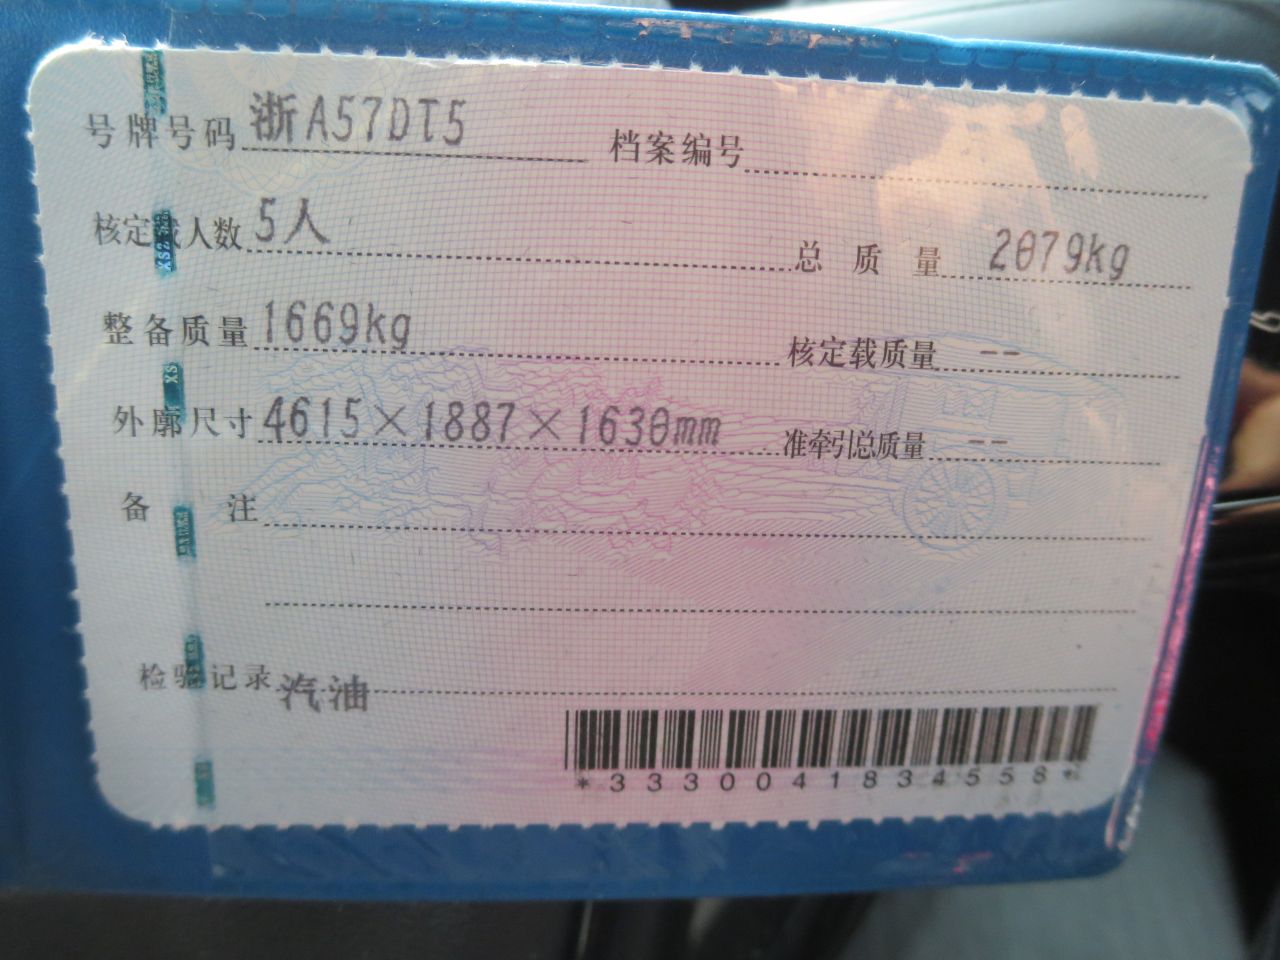 号牌号码 浙A57DT5 档案编号
核定载人数 5人 总质量 2079kg
整备质量 1669kg 核定载质量 --
外廓尺寸 4615×1887×1630mm 准牵引总质量 --
备注
检验记录 汽油
*3330041834558*